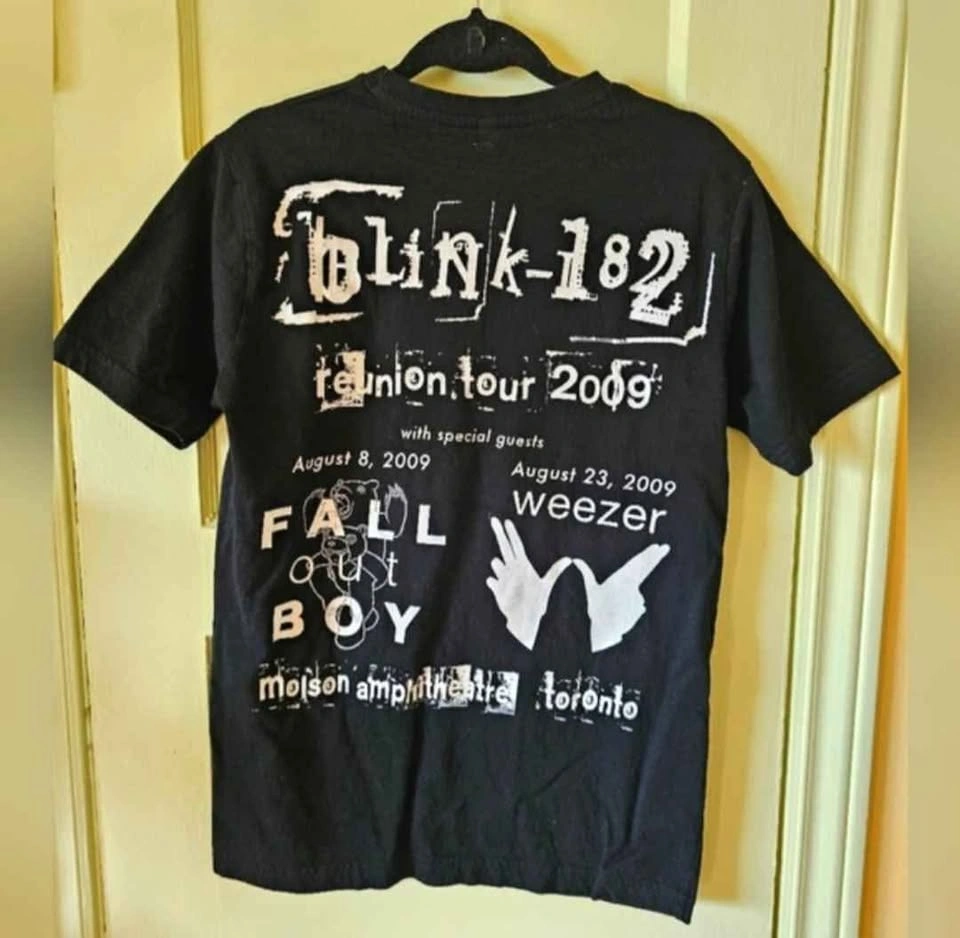 blink-182
reunion tour 2009
with special guests
August 8, 2009
FALL
out
BOY
August 23, 2009
weezer
molson amphitheatre toronto